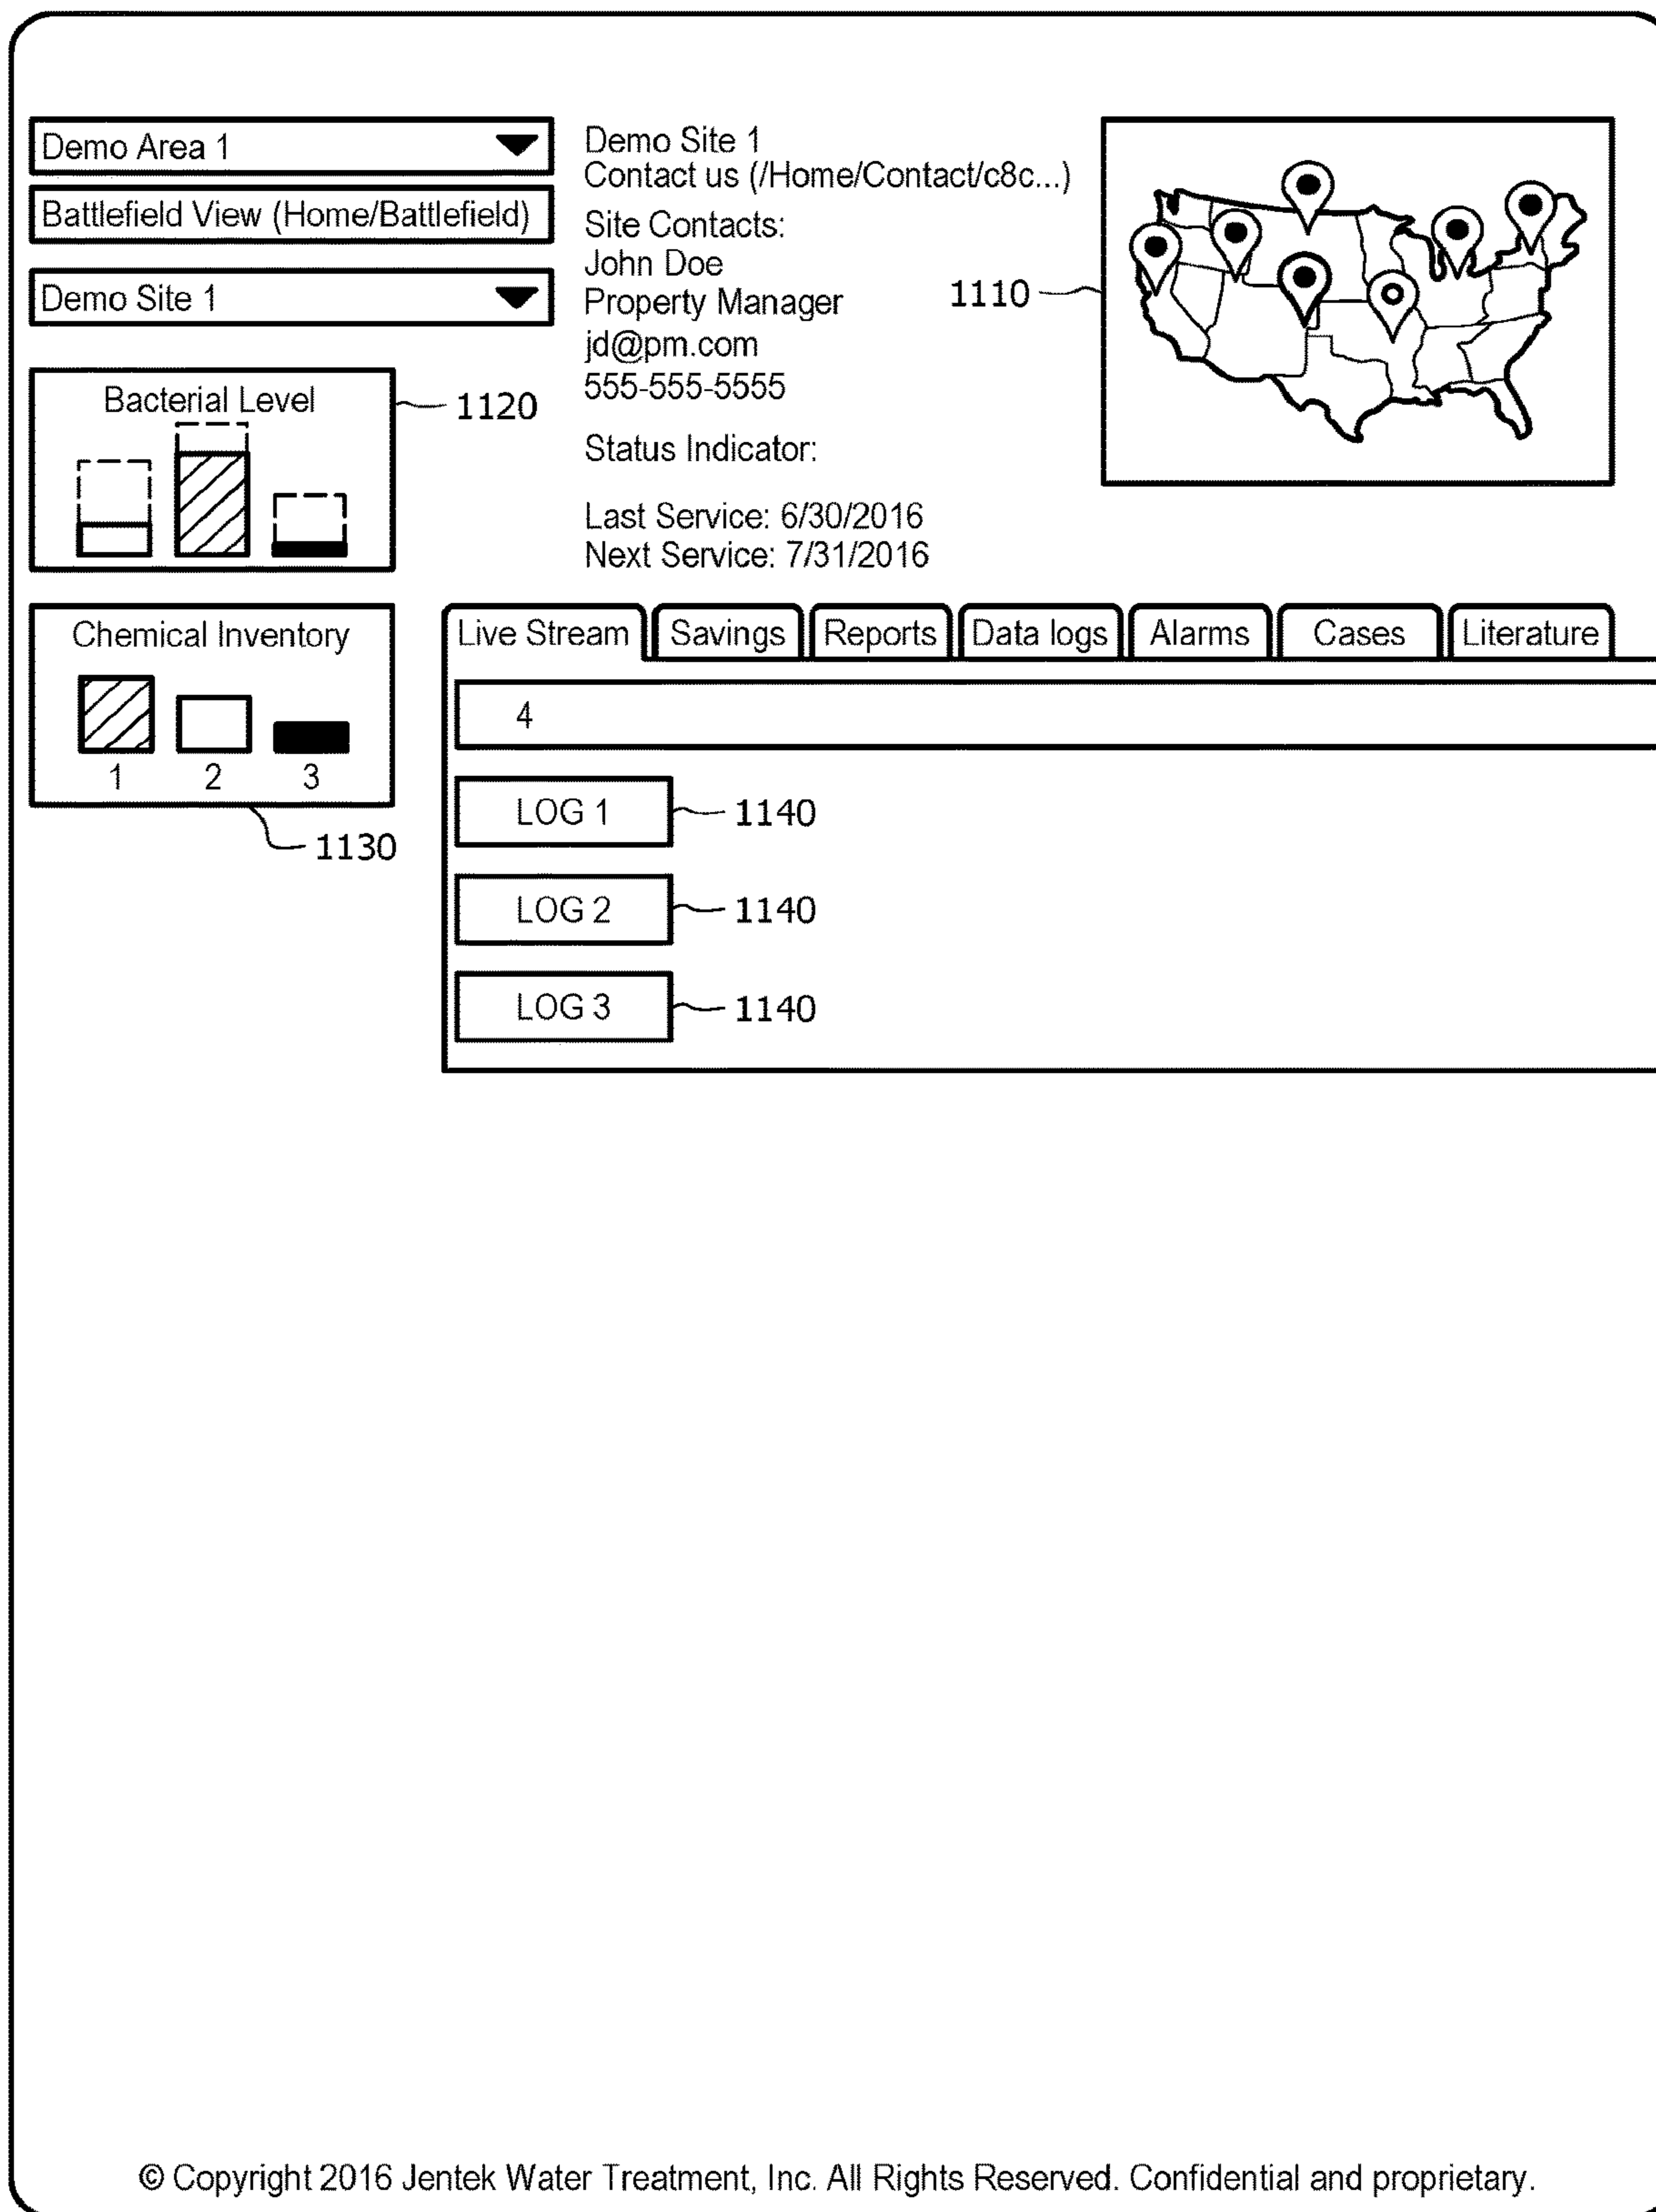 Demo Area 1
Battlefield View (Home/Battlefield)
Demo Site 1
Demo Site 1
Contact us (/Home/Contact/c8c...)
Site Contacts:
John Doe
Property Manager
jd@pm.com
555-555-5555
Status Indicator:
Last Service: 6/30/2016
Next Service: 7/31/2016
1110
Bacterial Level
1120
Chemical Inventory
1 2 3
1130
Live Stream Savings Reports Data logs Alarms Cases Literature
4
LOG 1 1140
LOG 2 1140
LOG 3 1140
© Copyright 2016 Jentek Water Treatment, Inc. All Rights Reserved. Confidential and proprietary.